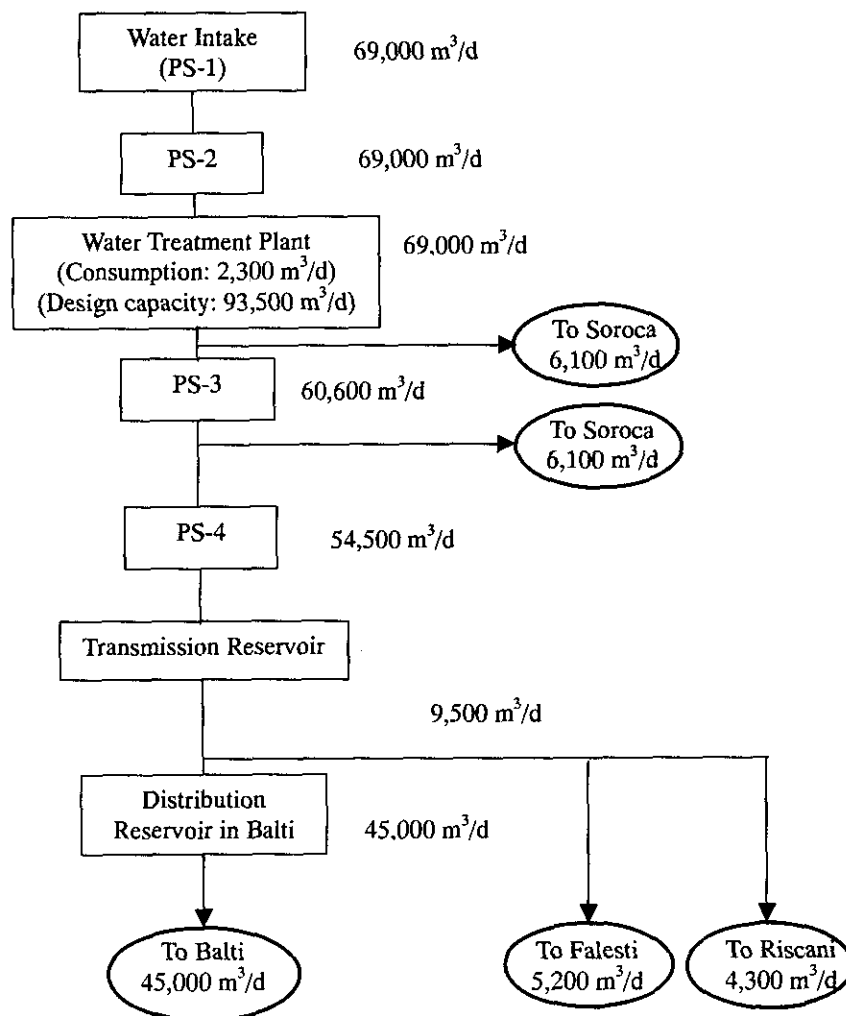 Water Intake
(PS-1)
69,000 m³/d
PS-2
69,000 m³/d
Water Treatment Plant
(Consumption: 2,300 m³/d)
(Design capacity: 93,500 m³/d)
69,000 m³/d
To Soroca
6,100 m³/d
PS-3
60,600 m³/d
To Soroca
6,100 m³/d
PS-4
54,500 m³/d
Transmission Reservoir
9,500 m³/d
Distribution
Reservoir in Balti
45,000 m³/d
To Balti
45,000 m³/d
To Falesti
5,200 m³/d
To Riscani
4,300 m³/d